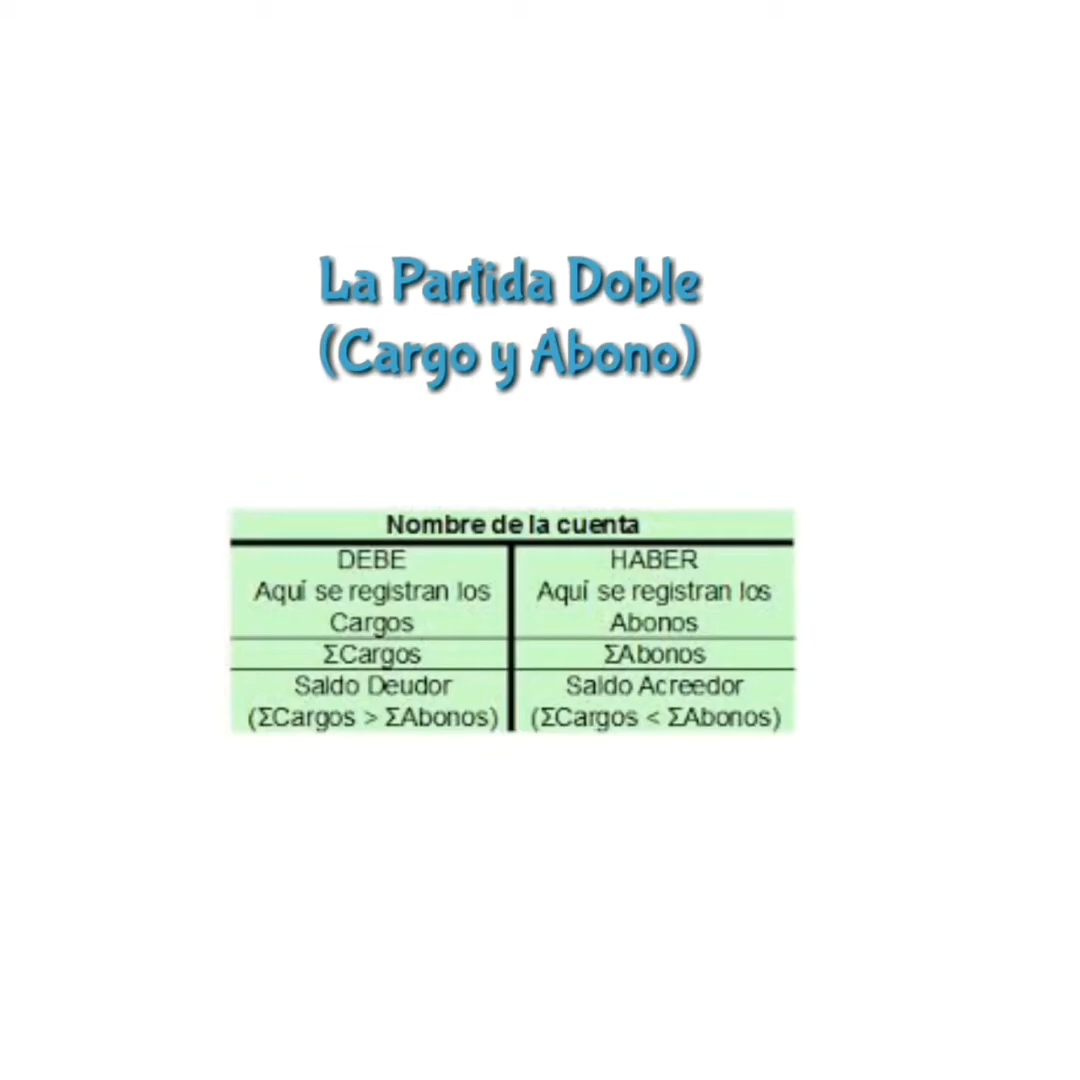 La Partida Doble
(Cargo y Abono)
Nombre de la cuenta
DEBE
Aquí se registran los
Cargos
ΣCargos
Saldo Deudor
(ΣCargos > ΣAbonos)
HABER
Aquí se registran los
Abonos
ΣAbonos
Saldo Acreedor
(ΣCargos < ΣAbonos)